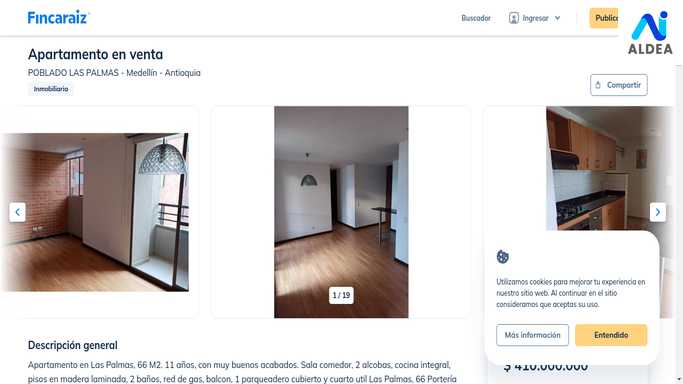 Fincaraiz
Buscador
Ingresar
ALDEA
Apartamento en venta
POBLADO LAS PALMAS - Medellín - Antioquia
Inmobiliario
Compartir
1 / 19
Utilizamos cookies para mejorar tu experiencia en
nuestro sitio web. Al continuar en el sitio
consideramos que aceptas su uso.
Más información
Entendido
$ 410.000.000
Descripción general
Apartamento en Las Palmas, 66 M2. 11 años, con muy buenos acabados. Sala comedor, 2 alcobas, cocina integral,
pisos en madera laminada, 2 baños, red de gas, balcon, 1 parqueadero cubierto y cuarto util Las Palmas, 66 Portería